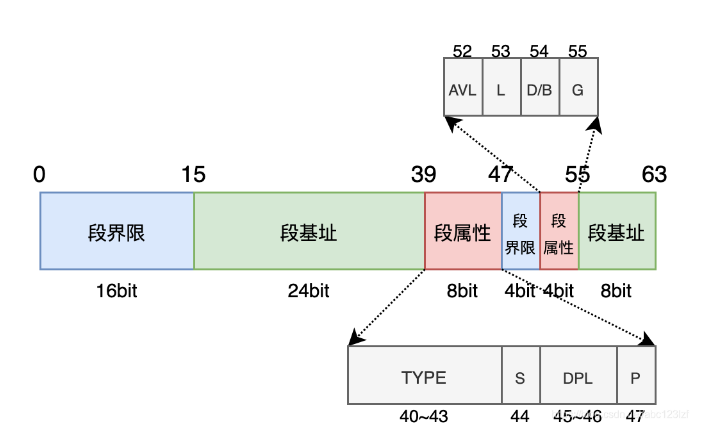 52 53 54 55
AVL L D/B G
0 15 39 47 55 63
段界限 段基址 段属性 段界限 段属性 段基址
16bit 24bit 8bit 4bit 4bit 8bit
TYPE S DPL P
40~43 44 45~46 47